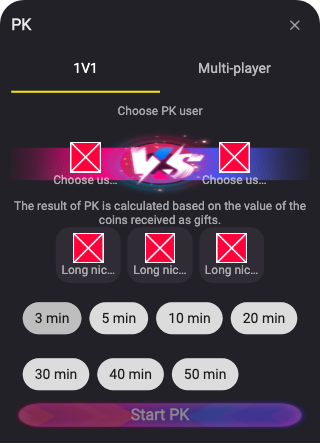 PK
1V1 Multi-player
Choose PK user
VS
Choose us... Choose us...
The result of PK is calculated based on the value of the
coins received as gifts.
Long nic... Long nic... Long nic...
3 min 5 min 10 min 20 min
30 min 40 min 50 min
Start PK